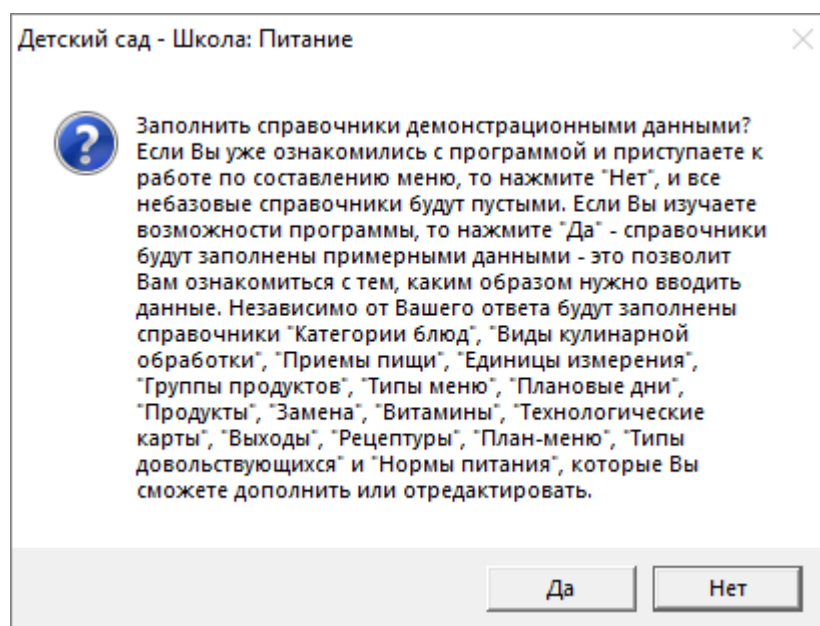 Детский сад - Школа: Питание
Заполнить справочники демонстрационными данными?
Если Вы уже ознакомились с программой и приступаете к
работе по составлению меню, то нажмите "Нет", и все
небазовые справочники будут пустыми. Если Вы изучаете
возможности программы, то нажмите "Да" - справочники
будут заполнены примерными данными - это позволит
Вам ознакомиться с тем, каким образом нужно вводить
данные. Независимо от Вашего ответа будут заполнены
справочники "Категории блюд", "Виды кулинарной
обработки", "Приемы пищи", "Единицы измерения",
"Группы продуктов", "Типы меню", "Плановые дни",
"Продукты", "Замена", "Витамины", "Технологические
карты", "Выходы", "Рецептуры", "План-меню", "Типы
довольствующихся" и "Нормы питания", которые Вы
сможете дополнить или отредактировать.
Да Нет